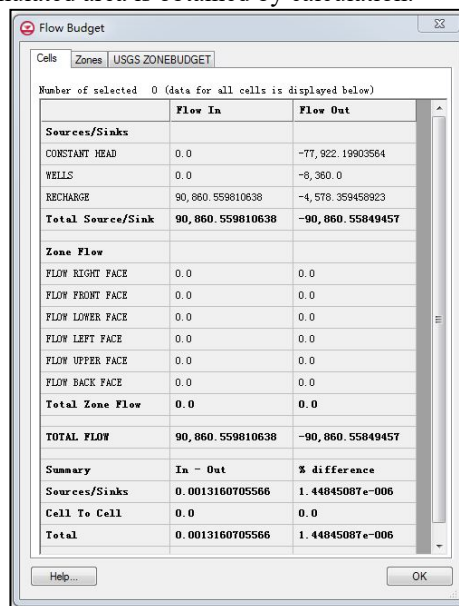 Flow Budget
Cells Zones USGS ZONEBUDGET
Number of selected 0 (data for all cells is displayed below)
Flow In Flow Out
Sources/Sinks
CONSTANT HEAD 0.0 -77,922.19903564
WELLS 0.0 -8,360.0
RECHARGE 90,860.559810638 -4,578.359458923
Total Source/Sink 90,860.559810638 -90,860.55849457
Zone Flow
FLOW RIGHT FACE 0.0 0.0
FLOW FRONT FACE 0.0 0.0
FLOW LOWER FACE 0.0 0.0
FLOW LEFT FACE 0.0 0.0
FLOW UPPER FACE 0.0 0.0
FLOW BACK FACE 0.0 0.0
Total Zone Flow 0.0 0.0
TOTAL FLOW 90,860.559810638 -90,860.55849457
Summary In - Out % difference
Sources/Sinks 0.0013160705566 1.44845087e-006
Cell To Cell 0.0 0.0
Total 0.0013160705566 1.44845087e-006
Help... OK